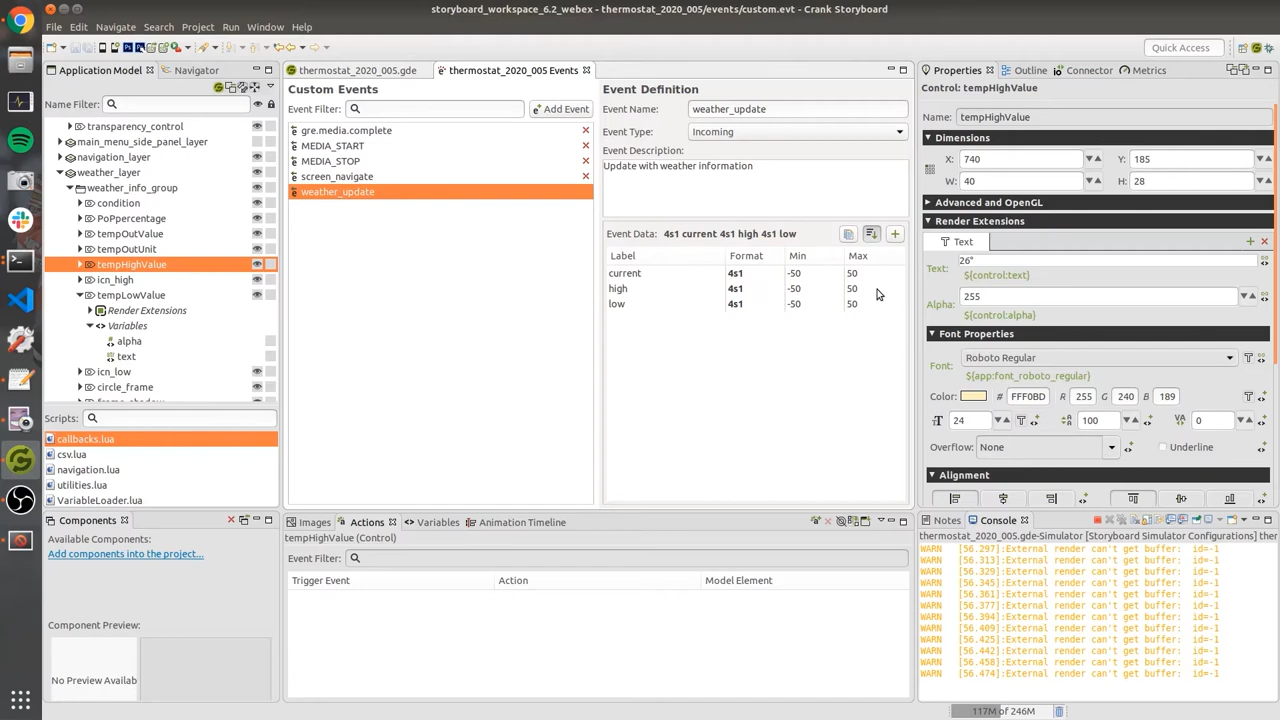 storyboard_workspace_6.2_webex - thermostat_2020_005/events/custom.evt - Crank Storyboard
File Edit Navigate Search Project Run Window Help
Quick Access
Application Model Navigator
Name Filter:
transparency_control
main_menu_side_panel_layer
navigation_layer
weather_layer
weather_info_group
condition
PoPpercentage
tempOutValue
tempOutUnit
tempHighValue
icn_high
tempLowValue
Render Extensions
Variables
alpha
text
icn_low
circle_frame
Scripts:
callbacks.lua
csv.lua
navigation.lua
utilities.lua
VariableLoader.lua
Components
Available Components:
Add components into the project...
Component Preview:
No Preview Availab
thermostat_2020_005.gde thermostat_2020_005 Events
Custom Events
Event Filter: Add Event
gre.media.complete
MEDIA_START
MEDIA_STOP
screen_navigate
weather_update
Event Definition
Event Name: weather_update
Event Type: Incoming
Event Description:
Update with weather information
Event Data: 4s1 current 4s1 high 4s1 low
Label Format Min Max
current 4s1 -50 50
high 4s1 -50 50
low 4s1 -50 50
Images Actions Variables Animation Timeline
tempHighValue (Control)
Event Filter:
Trigger Event Action Model Element
Properties Outline Connector Metrics
Control: tempHighValue
Name: tempHighValue
Dimensions
X: 740 Y: 185
W: 40 H: 28
Advanced and OpenGL
Render Extensions
Text
Text: 26°
${control:text}
Alpha: 255
${control:alpha}
Font Properties
Font: Roboto Regular
${app:font_roboto_regular}
Color: # FFF0BD R 255 G 240 B 189
24 100 0
Overflow: None Underline
Alignment
Notes Console
thermostat_2020_005.gde-Simulator [Storyboard Simulator Configurations] ther
WARN [56.297]:External render can't get buffer: id=-1
WARN [56.313]:External render can't get buffer: id=-1
WARN [56.329]:External render can't get buffer: id=-1
WARN [56.345]:External render can't get buffer: id=-1
WARN [56.361]:External render can't get buffer: id=-1
WARN [56.377]:External render can't get buffer: id=-1
WARN [56.394]:External render can't get buffer: id=-1
WARN [56.409]:External render can't get buffer: id=-1
WARN [56.425]:External render can't get buffer: id=-1
WARN [56.442]:External render can't get buffer: id=-1
WARN [56.458]:External render can't get buffer: id=-1
WARN [56.474]:External render can't get buffer: id=-1
117M of 246M